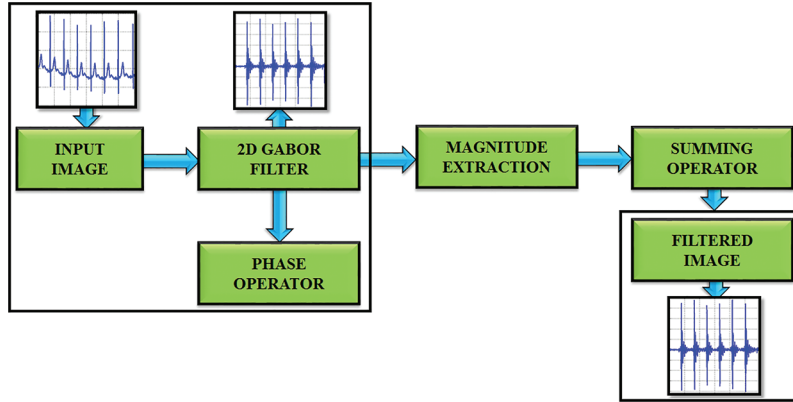 INPUT
IMAGE
2D GABOR
FILTER
MAGNITUDE
EXTRACTION
SUMMING
OPERATOR
PHASE
OPERATOR
FILTERED
IMAGE